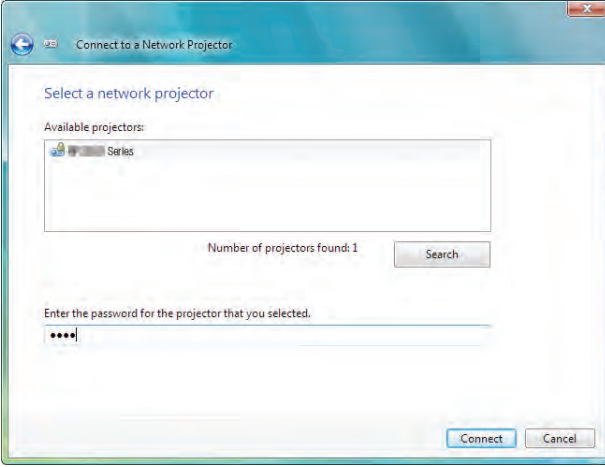 Connect to a Network Projector
Select a network projector
Available projectors:
Series
Number of projectors found: 1
Search
Enter the password for the projector that you selected.
••••
Connect
Cancel